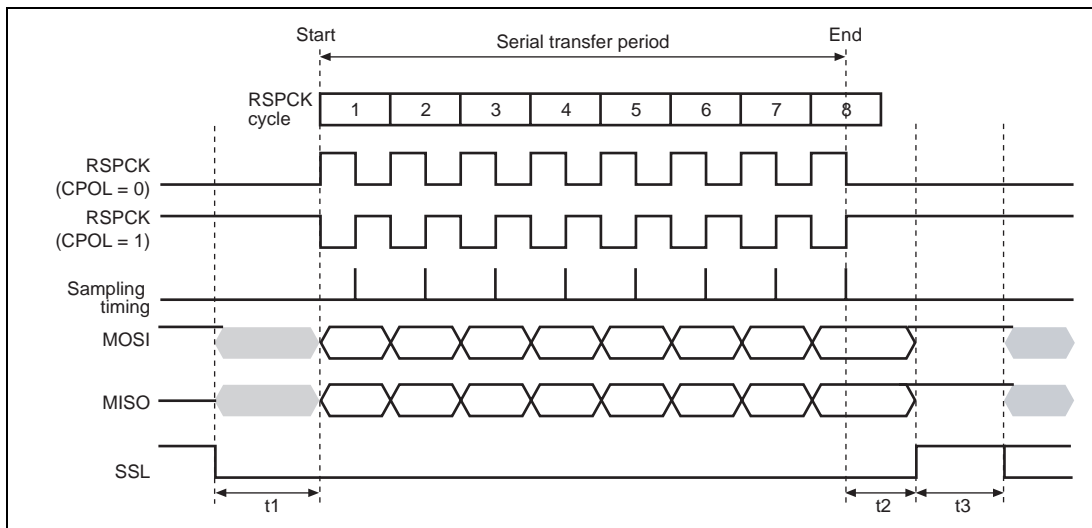 Start
Serial transfer period
End
RSPCK
cycle
1 2 3 4 5 6 7 8
RSPCK
(CPOL = 0)
RSPCK
(CPOL = 1)
Sampling
timing
MOSI
MISO
SSL
t1
t2
t3